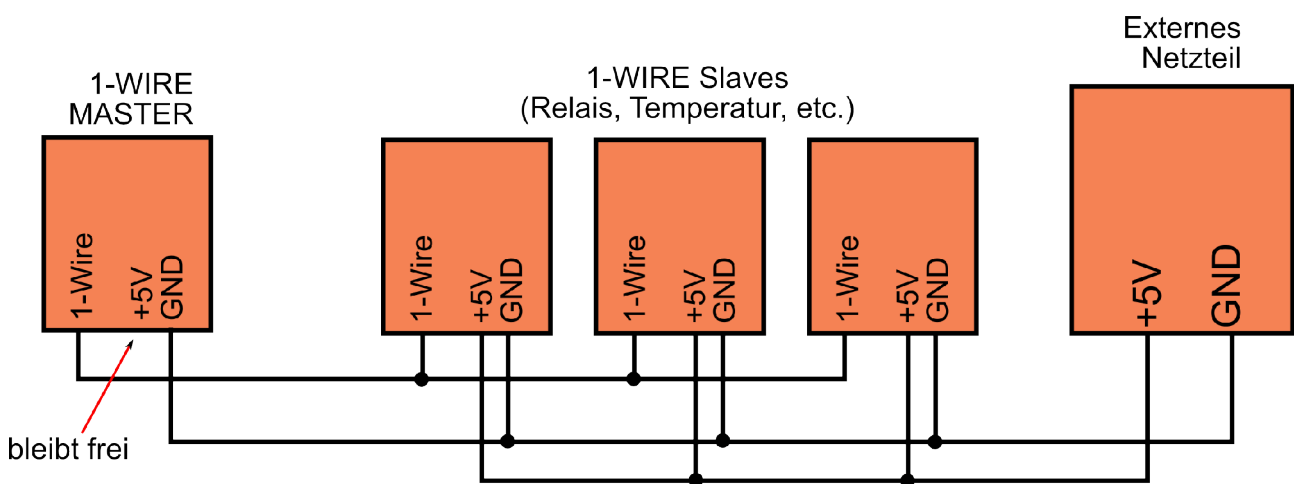 Externes
Netzteil
1-WIRE
MASTER
1-WIRE Slaves
(Relais, Temperatur, etc.)
1-Wire
+5V
GND
1-Wire
+5V
GND
1-Wire
+5V
GND
1-Wire
+5V
GND
+5V
GND
bleibt frei